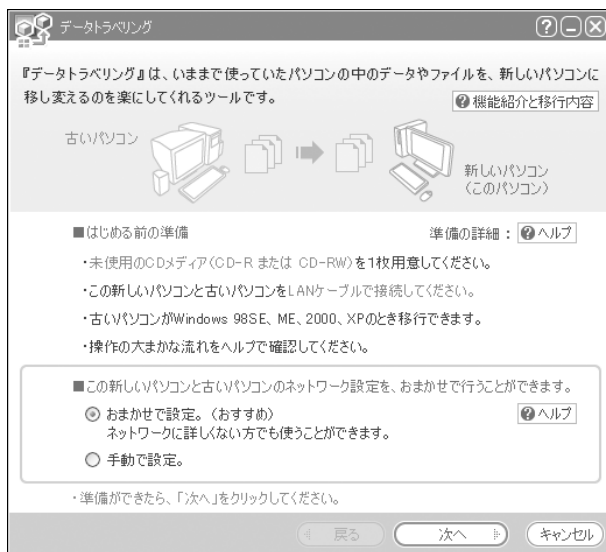 データトラベリング
『データトラベリング』は、いままで使っていたパソコンの中のデータやファイルを、新しいパソコンに
移し変えるのを楽にしてくれるツールです。
機能紹介と移行内容
古いパソコン
新しいパソコン
(このパソコン)
■はじめる前の準備
準備の詳細：
ヘルプ
・未使用のCDメディア(CD-R または CD-RW)を1枚用意してください。
・この新しいパソコンと古いパソコンをLANケーブルで接続してください。
・古いパソコンがWindows 98SE、ME、2000、XPのとき移行できます。
・操作の大まかな流れをヘルプで確認してください。
■この新しいパソコンと古いパソコンのネットワーク設定を、おまかせで行うことができます。
おまかせで設定。(おすすめ)
ヘルプ
ネットワークに詳しくない方でも使うことができます。
手動で設定。
・準備ができたら、「次へ」をクリックしてください。
戻る
次へ
キャンセル